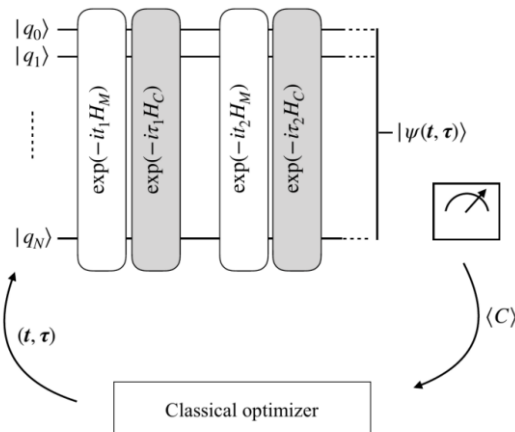 |q₀⟩
|q₁⟩
|q_N⟩
exp(−it₁H_M)
exp(−iτ₁H_C)
exp(−it₂H_M)
exp(−iτ₂H_C)
|ψ(t, τ)⟩
⟨C⟩
(t, τ)
Classical optimizer